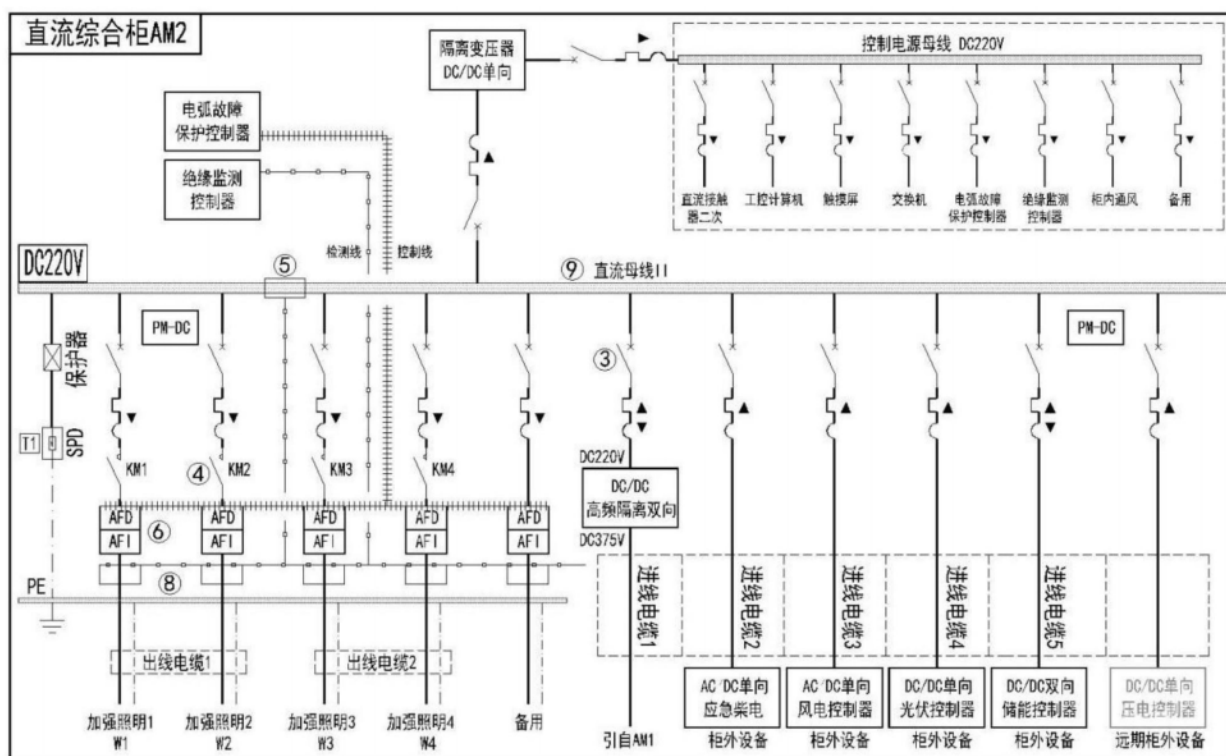 直流综合柜AM2
隔离变压器
DC/DC单向
控制电源母线 DC220V
直流接触
器二次
工控计算机
触摸屏
交换机
电弧故障
保护控制器
绝缘监测
控制器
柜内通风
备用
电弧故障
保护控制器
绝缘监测
控制器
检测线
控制线
DC220V
⑤
⑨ 直流母线II
PM-DC
PM-DC
保护器
③
T1
SPD
KM1
④
KM2
KM3
KM4
DC220V
DC/DC
高频隔离双向
DC375V
AFD
AFI
⑥
AFD
AFI
AFD
AFI
AFD
AFI
AFD
AFI
⑧
PE
进线电缆1
进线电缆2
进线电缆3
进线电缆4
进线电缆5
出线电缆1
出线电缆2
AC/DC单向
应急柴电
AC/DC单向
风电控制器
DC/DC单向
光伏控制器
DC/DC双向
储能控制器
DC/DC单向
压电控制器
加强照明1
W1
加强照明2
W2
加强照明3
W3
加强照明4
W4
备用
引自AM1
柜外设备
柜外设备
柜外设备
柜外设备
远期柜外设备